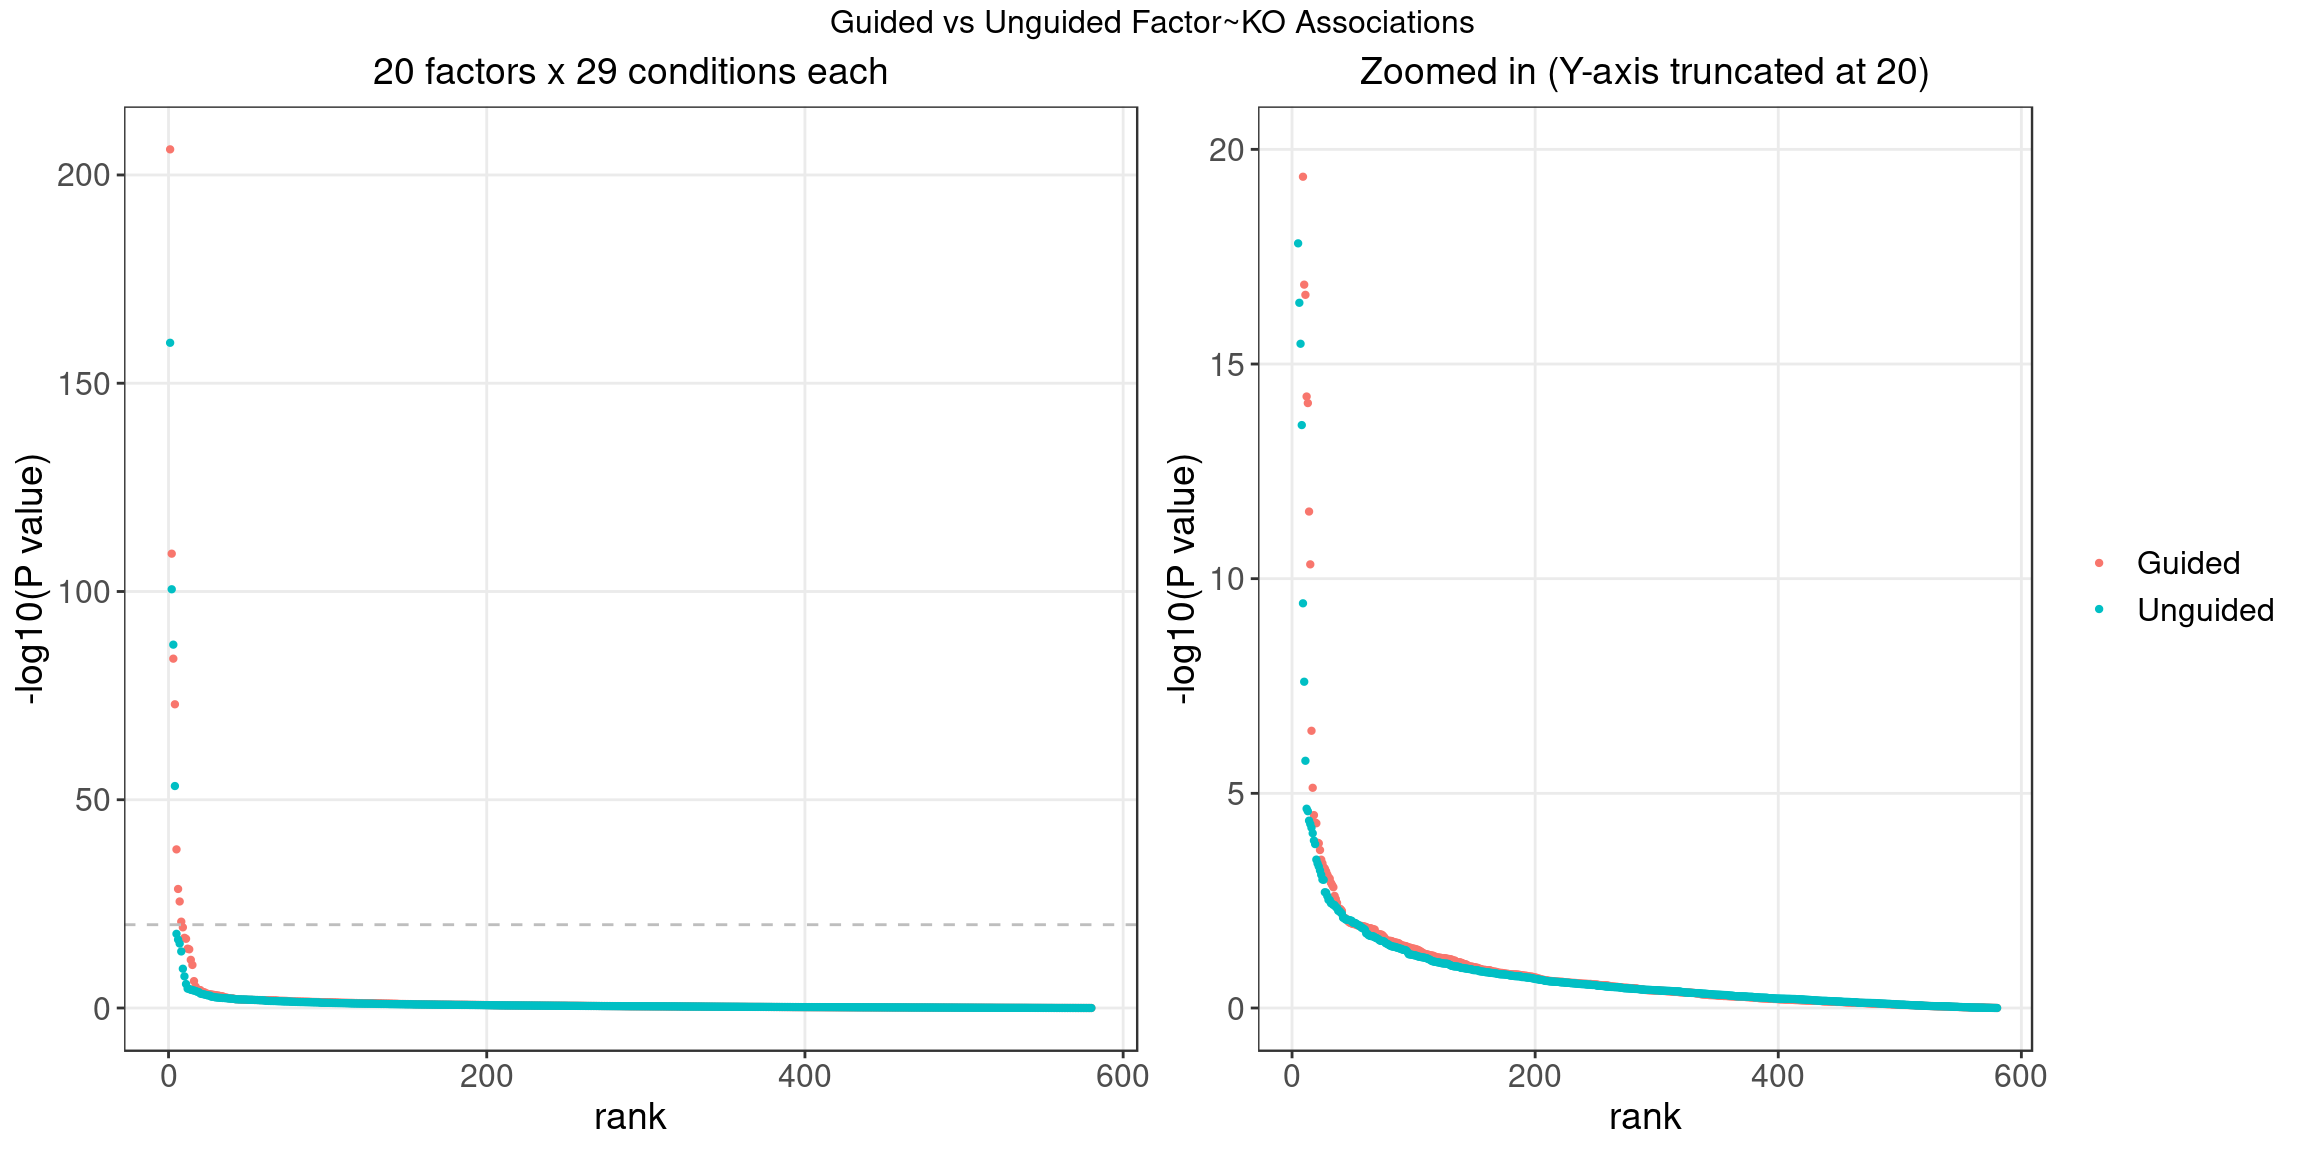 Guided vs Unguided Factor~KO Associations
20 factors x 29 conditions each
Zoomed in (Y-axis truncated at 20)
-log10(P value)
200
150
100
50
0
0 200 400 600
rank
-log10(P value)
20
15
10
5
0
0 200 400 600
rank
Guided
Unguided